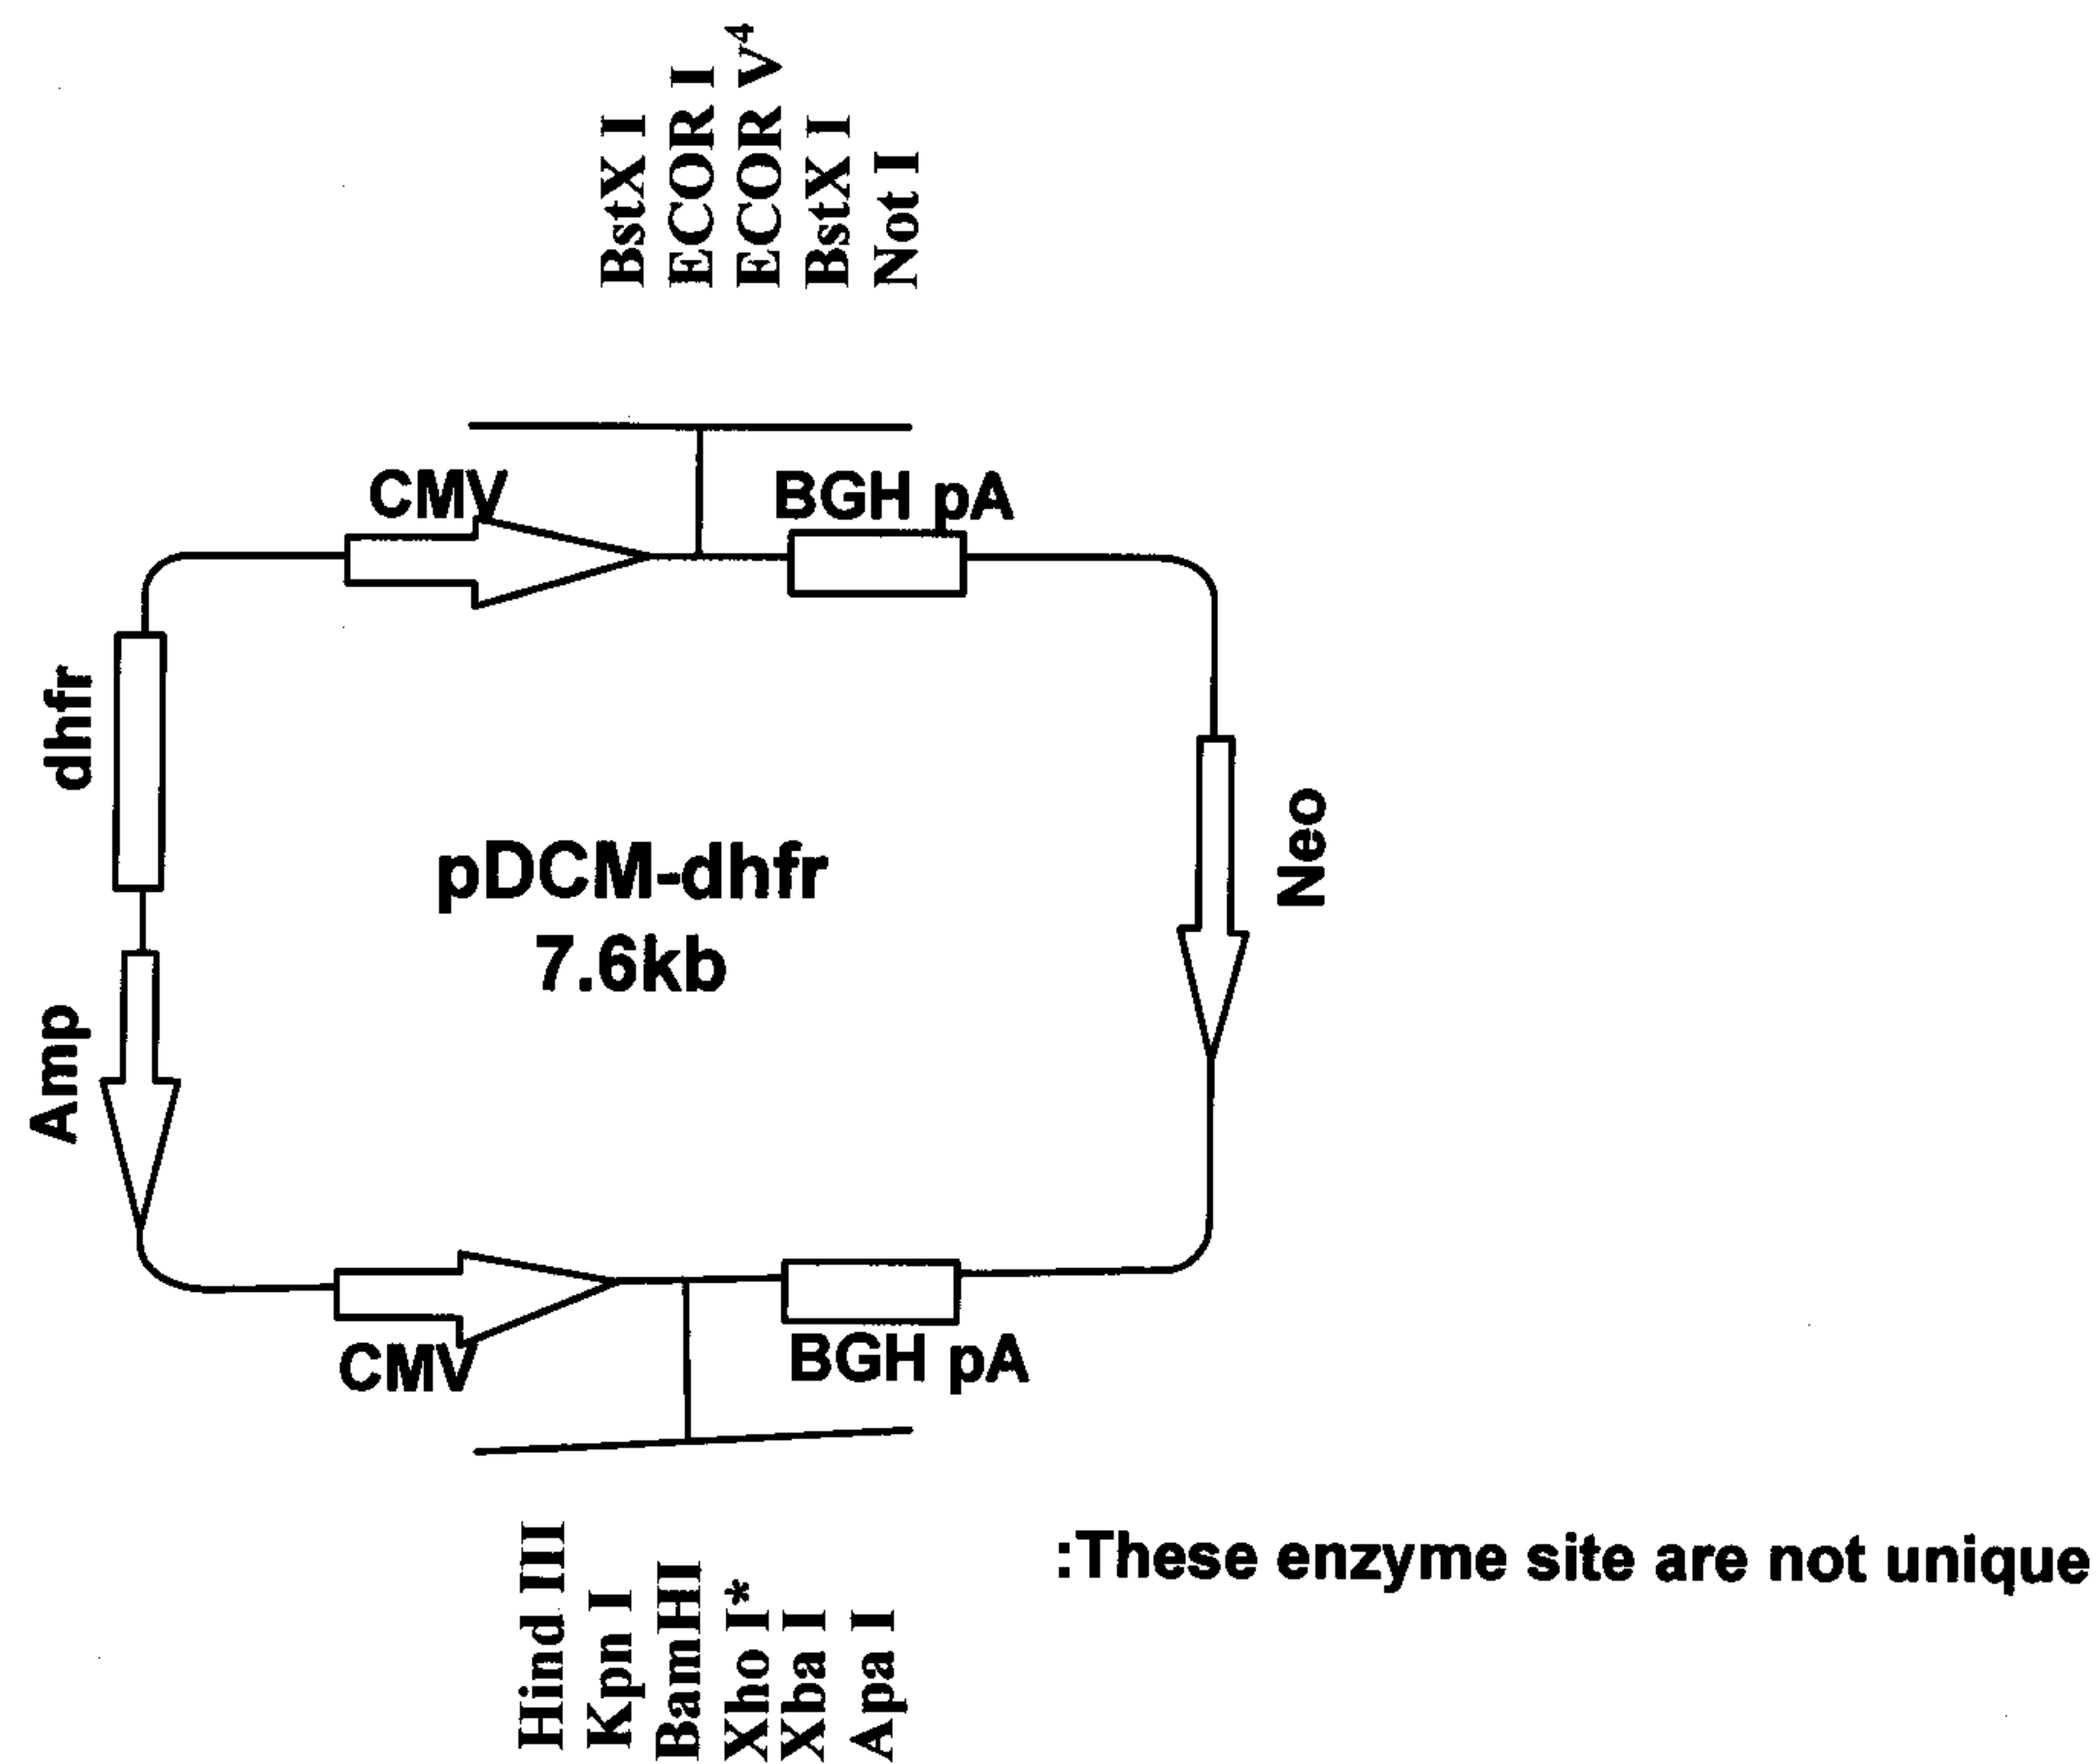 BstX I
ECOR I
ECOR V⁴
BstX I
Not I
CMV
BGH pA
dhfr
pDCM-dhfr
7.6kb
Neo
Amp
CMV
BGH pA
Hind III
Kpn I
BamHI
Xho I*
Xba I
Apa I
:These enzyme site are not unique